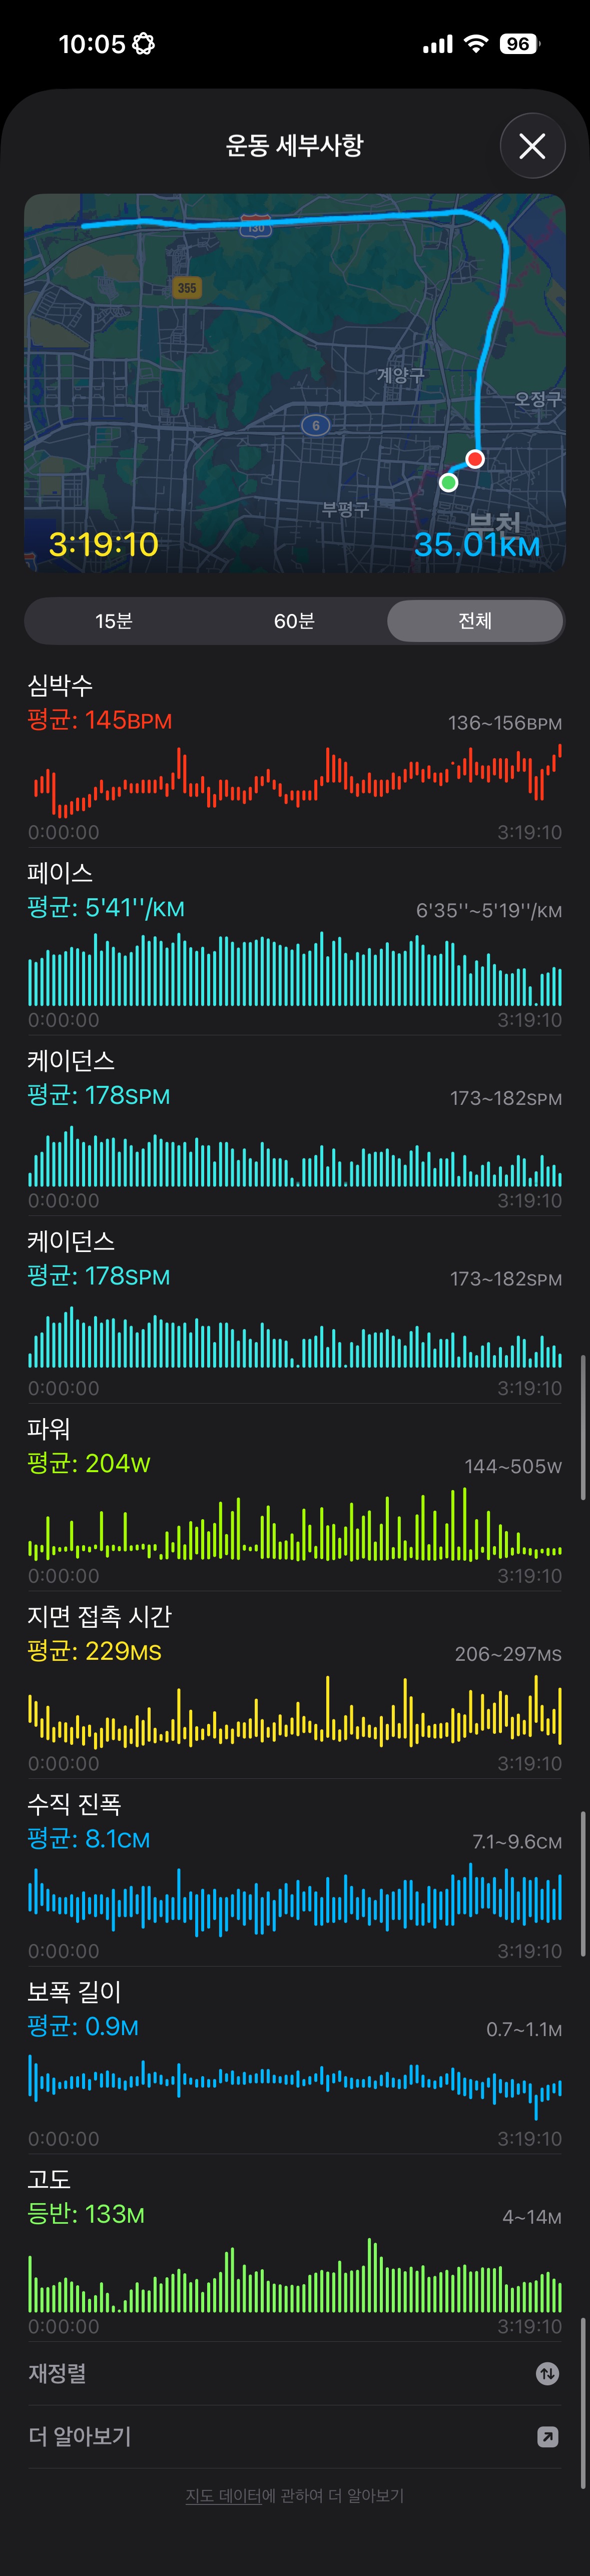 10:05
96
운동 세부사항
130
355
계양구
오정구
6
부평구
부천
3:19:10
35.01KM
15분
60분
전체
심박수
평균: 145BPM
136~156BPM
0:00:00
3:19:10
페이스
평균: 5'41''/KM
6'35''~5'19''/KM
0:00:00
3:19:10
케이던스
평균: 178SPM
173~182SPM
0:00:00
3:19:10
케이던스
평균: 178SPM
173~182SPM
0:00:00
3:19:10
파워
평균: 204W
144~505W
0:00:00
3:19:10
지면 접촉 시간
평균: 229MS
206~297MS
0:00:00
3:19:10
수직 진폭
평균: 8.1CM
7.1~9.6CM
0:00:00
3:19:10
보폭 길이
평균: 0.9M
0.7~1.1M
0:00:00
3:19:10
고도
등반: 133M
4~14M
0:00:00
3:19:10
재정렬
더 알아보기
지도 데이터에 관하여 더 알아보기